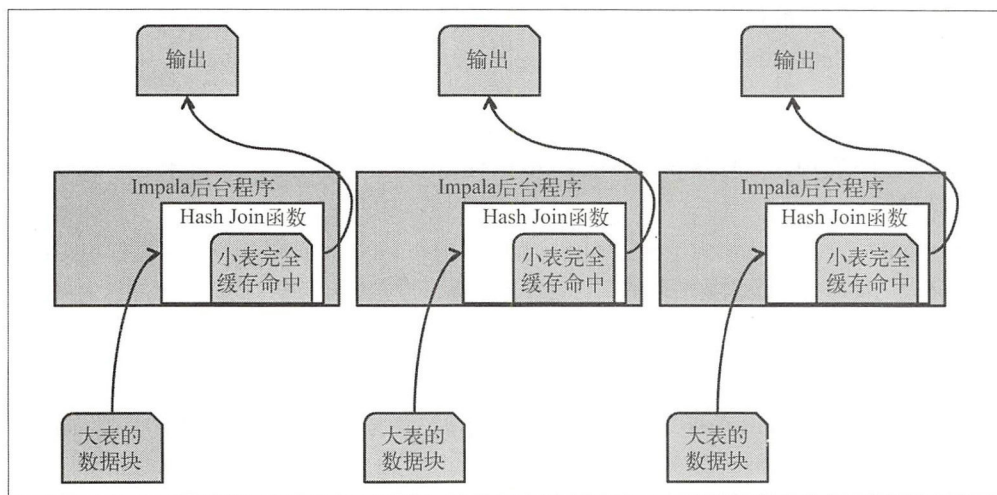 输出
输出
输出
Impala后台程序
Hash Join函数
小表完全
缓存命中
Impala后台程序
Hash Join函数
小表完全
缓存命中
Impala后台程序
Hash Join函数
小表完全
缓存命中
大表的
数据块
大表的
数据块
大表的
数据块